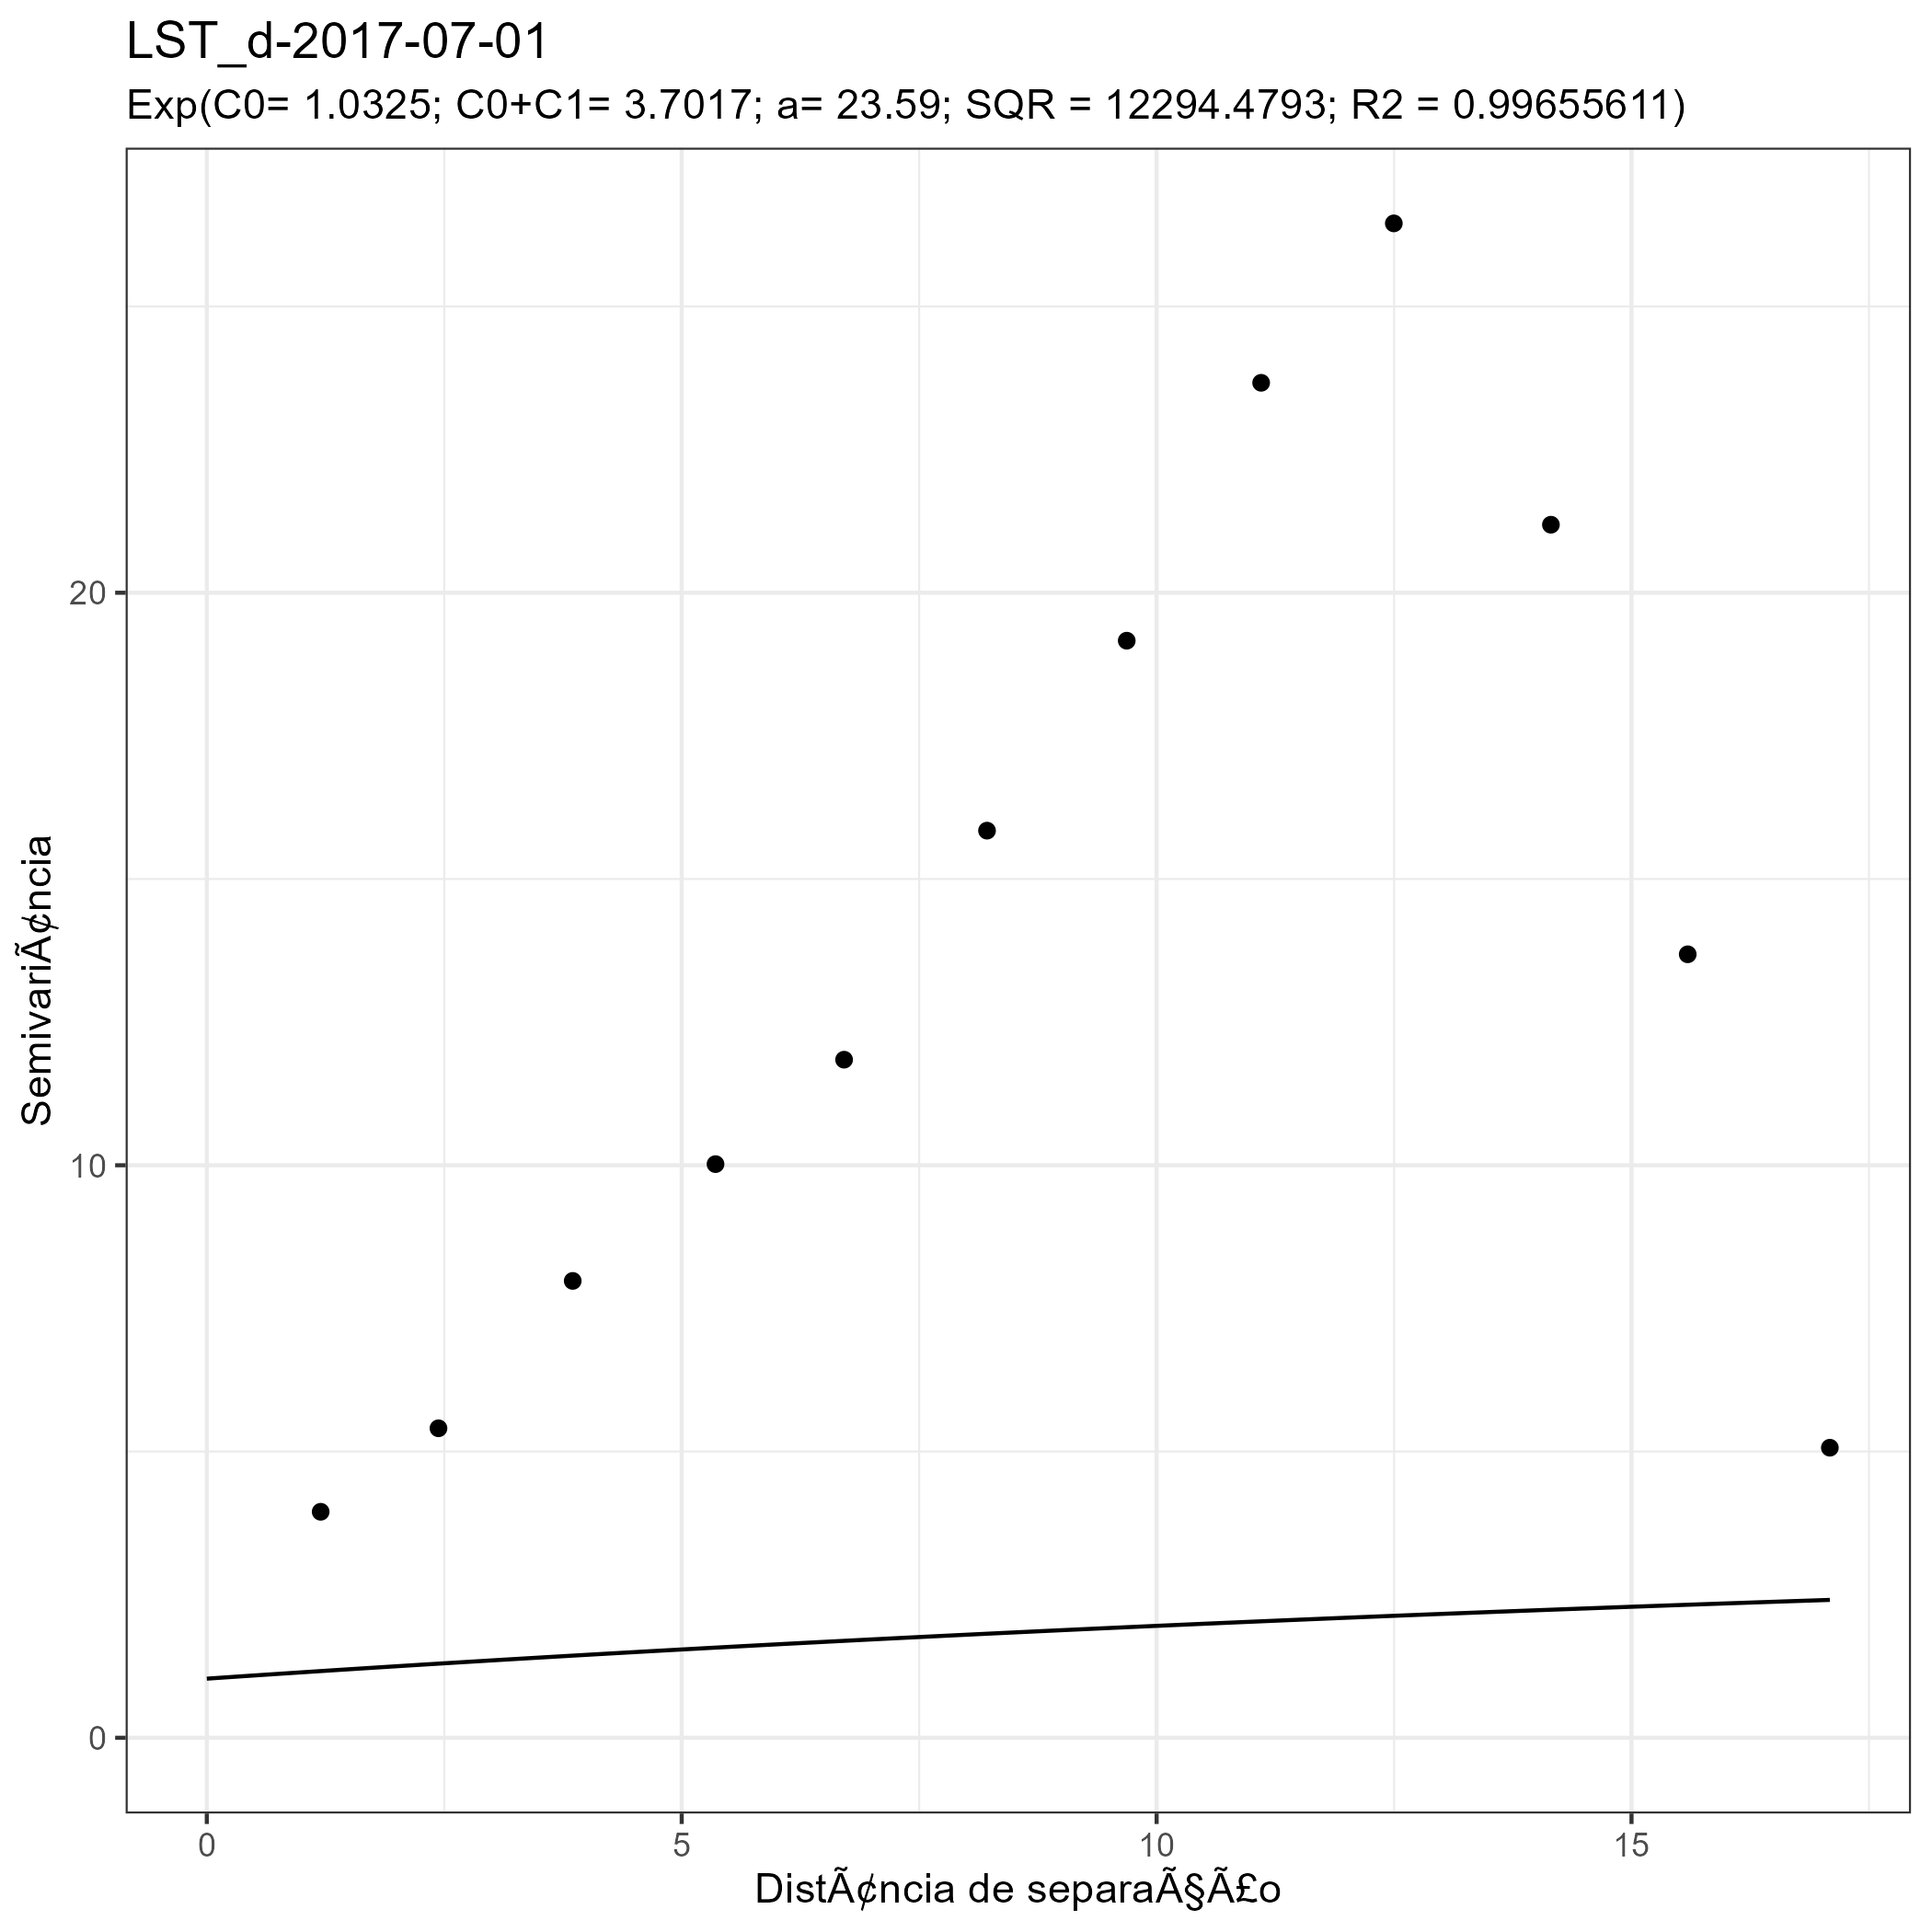 LST_d-2017-07-01
Exp(C0= 1.0325; C0+C1= 3.7017; a= 23.59; SQR = 12294.4793; R2 = 0.99655611)
SemivariÃ¢ncia
20
10
0
0
5
10
15
DistÃ¢ncia de separaÃ§Ã£o